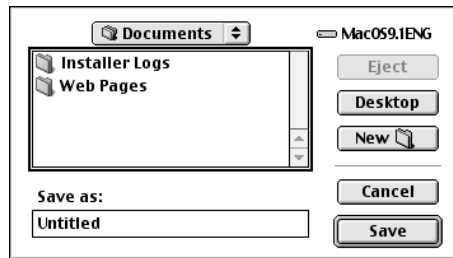 Documents
MacOS9.1ENG
Installer Logs
Web Pages
Eject
Desktop
New
Save as:
Untitled
Cancel
Save